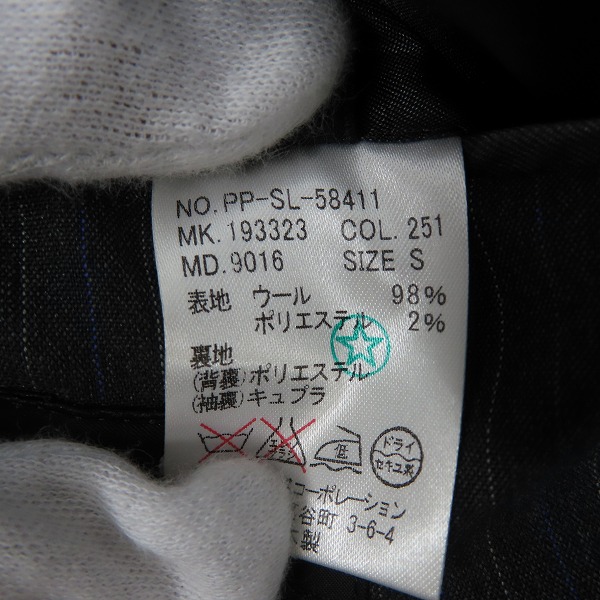 NO. PP-SL-58411
MK. 193323 COL. 251
MD. 9016 SIZE S
表地 ウール 98%
ポリエステル 2%
裏地
(背裏) ポリエステル
(袖裏) キュプラ
低
ドライ
セキユ系
コーポレーション
谷町 3-6-4
製